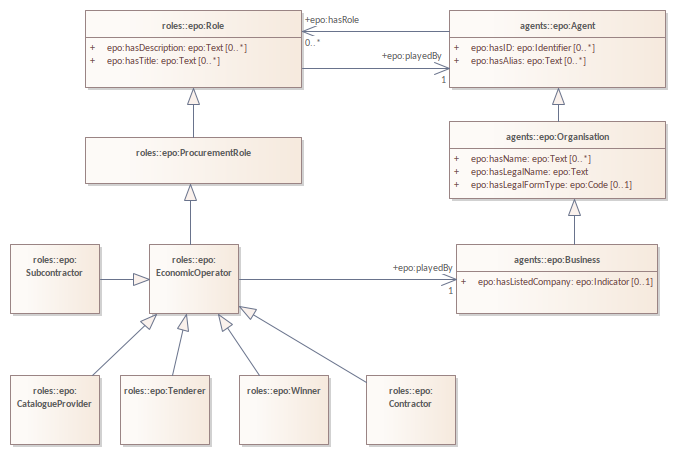 roles::epo:Role
+ epo:hasDescription: epo:Text [0..*]
+ epo:hasTitle: epo:Text [0..*]
+epo:hasRole
0..*
+epo:playedBy
1
agents::epo:Agent
+ epo:hasID: epo:Identifier [0..*]
+ epo:hasAlias: epo:Text [0..*]
roles::epo:ProcurementRole
agents::epo:Organisation
+ epo:hasName: epo:Text [0..*]
+ epo:hasLegalName: epo:Text
+ epo:hasLegalFormType: epo:Code [0..1]
roles::epo:
Subcontractor
roles::epo:
EconomicOperator
+epo:playedBy
1
agents::epo:Business
+ epo:hasListedCompany: epo:Indicator [0..1]
roles::epo:
CatalogueProvider
roles::epo:Tenderer
roles::epo:Winner
roles::epo:
Contractor